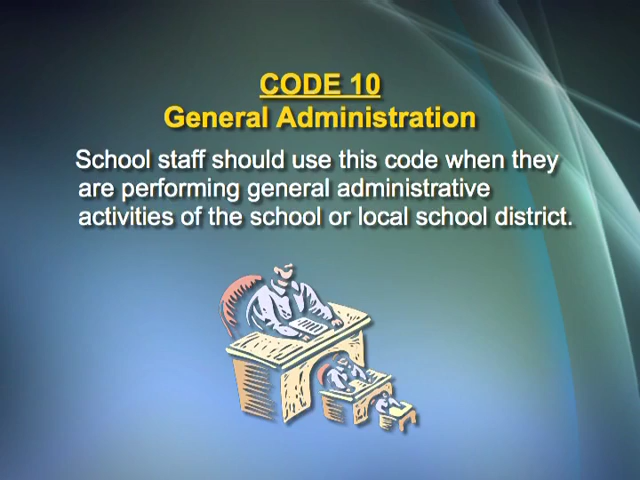 CODE 10
General Administration
School staff should use this code when they
are performing general administrative
activities of the school or local school district.